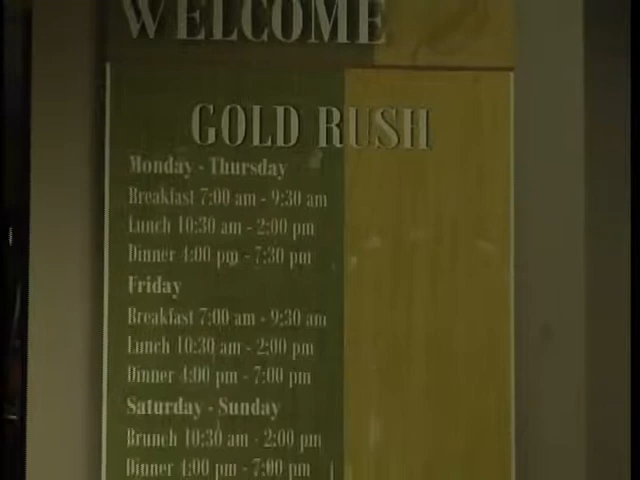 WELCOME
GOLD RUSH
Monday - Thursday
Breakfast 7:00 am - 9:30 am
Lunch 10:30 am - 2:00 pm
Dinner 4:00 pm - 7:30 pm
Friday
Breakfast 7:00 am - 9:30 am
Lunch 10:30 am - 2:00 pm
Dinner 4:00 pm - 7:00 pm
Saturday - Sunday
Brunch 10:30 am - 2:00 pm
Dinner 4:00 pm - 7:00 pm